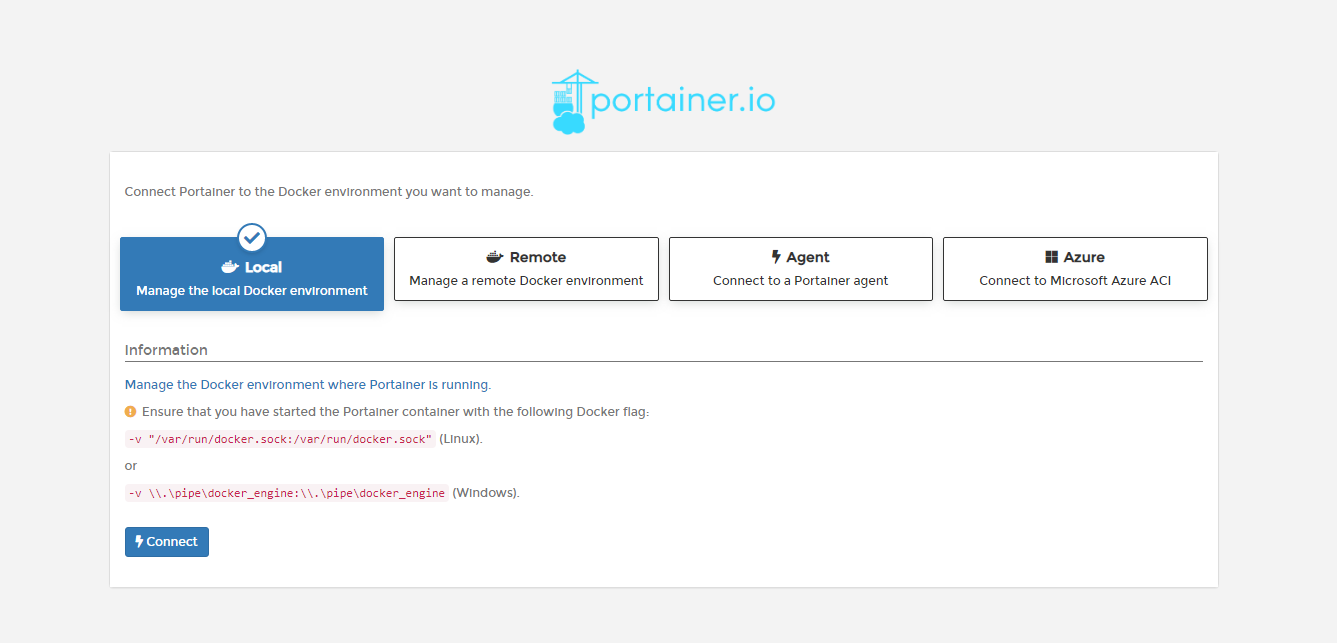 portainer.io
Connect Portainer to the Docker environment you want to manage.
Local
Manage the local Docker environment
Remote
Manage a remote Docker environment
Agent
Connect to a Portainer agent
Azure
Connect to Microsoft Azure ACI
Information
Manage the Docker environment where Portainer is running.
Ensure that you have started the Portainer container with the following Docker flag:
-v "/var/run/docker.sock:/var/run/docker.sock" (Linux).
or
-v \\.\pipe\docker_engine:\\.\pipe\docker_engine (Windows).
Connect